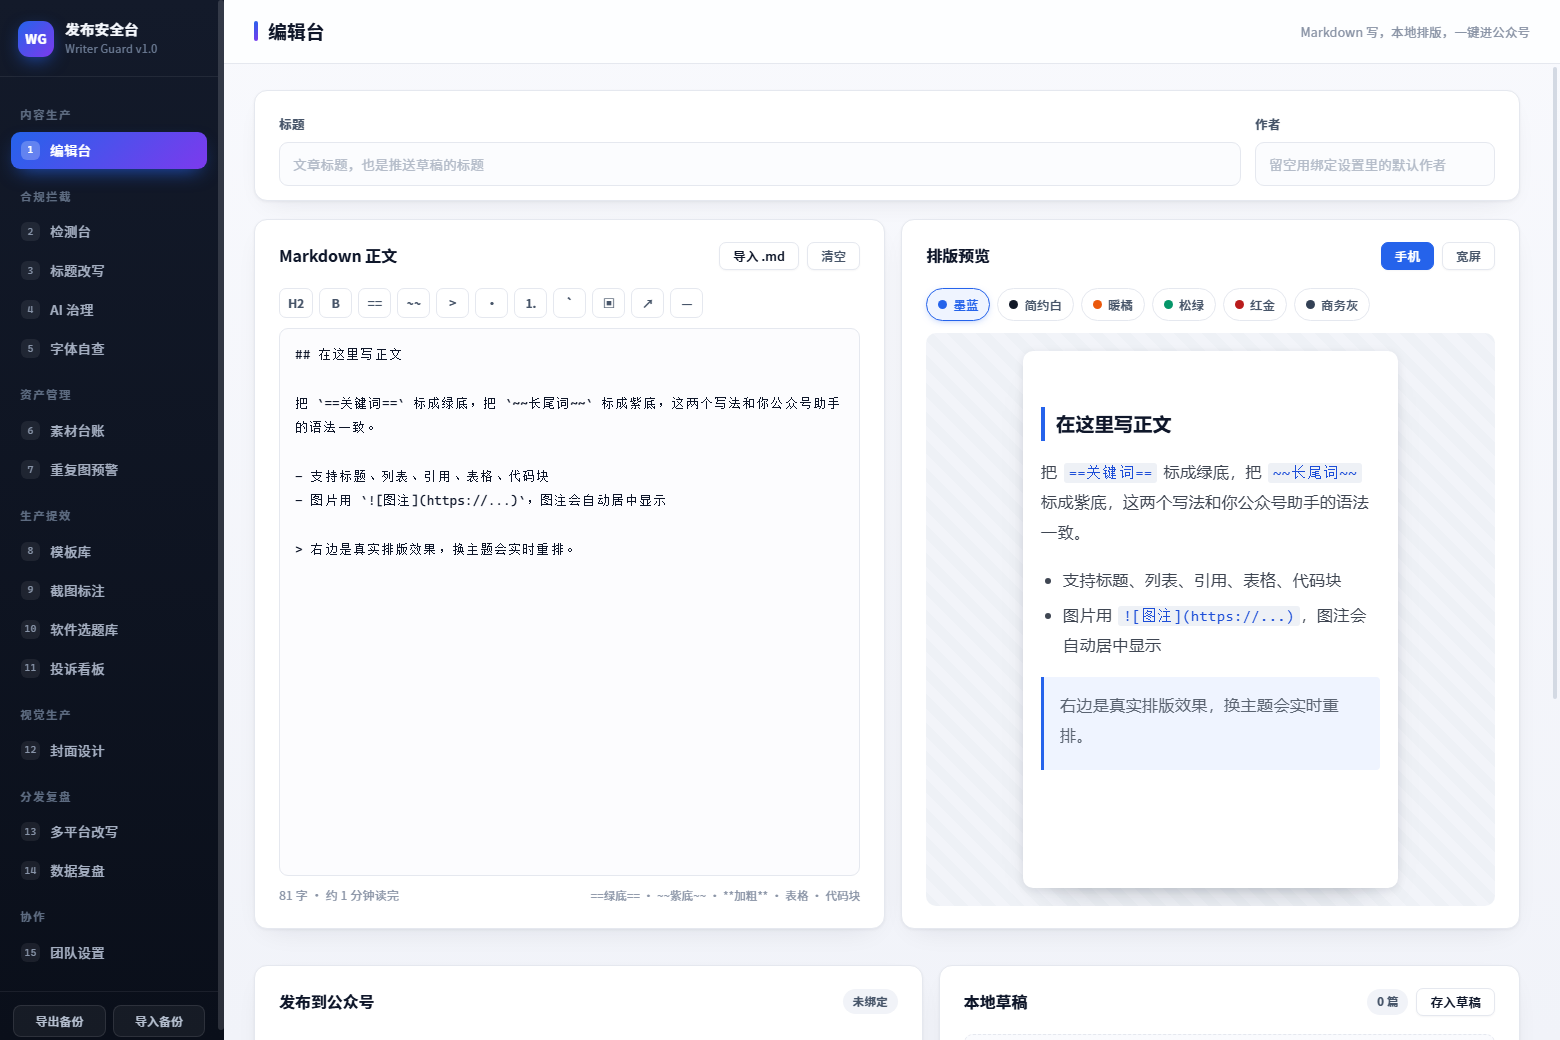 WG
发布安全台
Writer Guard v1.0
内容生产
1 编辑台
合规拦截
2 检测台
3 标题改写
4 AI 治理
5 字体自查
资产管理
6 素材台账
7 重复图预警
生产提效
8 模板库
9 截图标注
10 软件选题库
11 投诉看板
视觉生产
12 封面设计
分发复盘
13 多平台改写
14 数据复盘
协作
15 团队设置
导出备份 导入备份
编辑台
Markdown 写，本地排版，一键进公众号
标题
文章标题，也是推送草稿的标题
作者
留空用绑定设置里的默认作者
Markdown 正文
导入 .md 清空
H2 B == ~~ > • 1. ` ▣ ↗ —
## 在这里写正文
把 `==关键词==` 标成绿底，把 `~~长尾词~~` 标成紫底，这两个写法和你公众号助手
的语法一致。
- 支持标题、列表、引用、表格、代码块
- 图片用 `![图注](https://...)`，图注会自动居中显示
> 右边是真实排版效果，换主题会实时重排。
81 字 · 约 1 分钟读完
==绿底== · ~~紫底~~ · **加粗** · 表格 · 代码块
排版预览
手机 宽屏
墨蓝 简约白 暖橘 松绿 红金 商务灰
在这里写正文
把 ==关键词== 标成绿底，把 ~~长尾词~~
标成紫底，这两个写法和你公众号助手的语法
一致。
• 支持标题、列表、引用、表格、代码块
• 图片用 ![图注](https://...)，图注会
自动居中显示
右边是真实排版效果，换主题会实时重
排。
发布到公众号
未绑定
本地草稿
0 篇 存入草稿